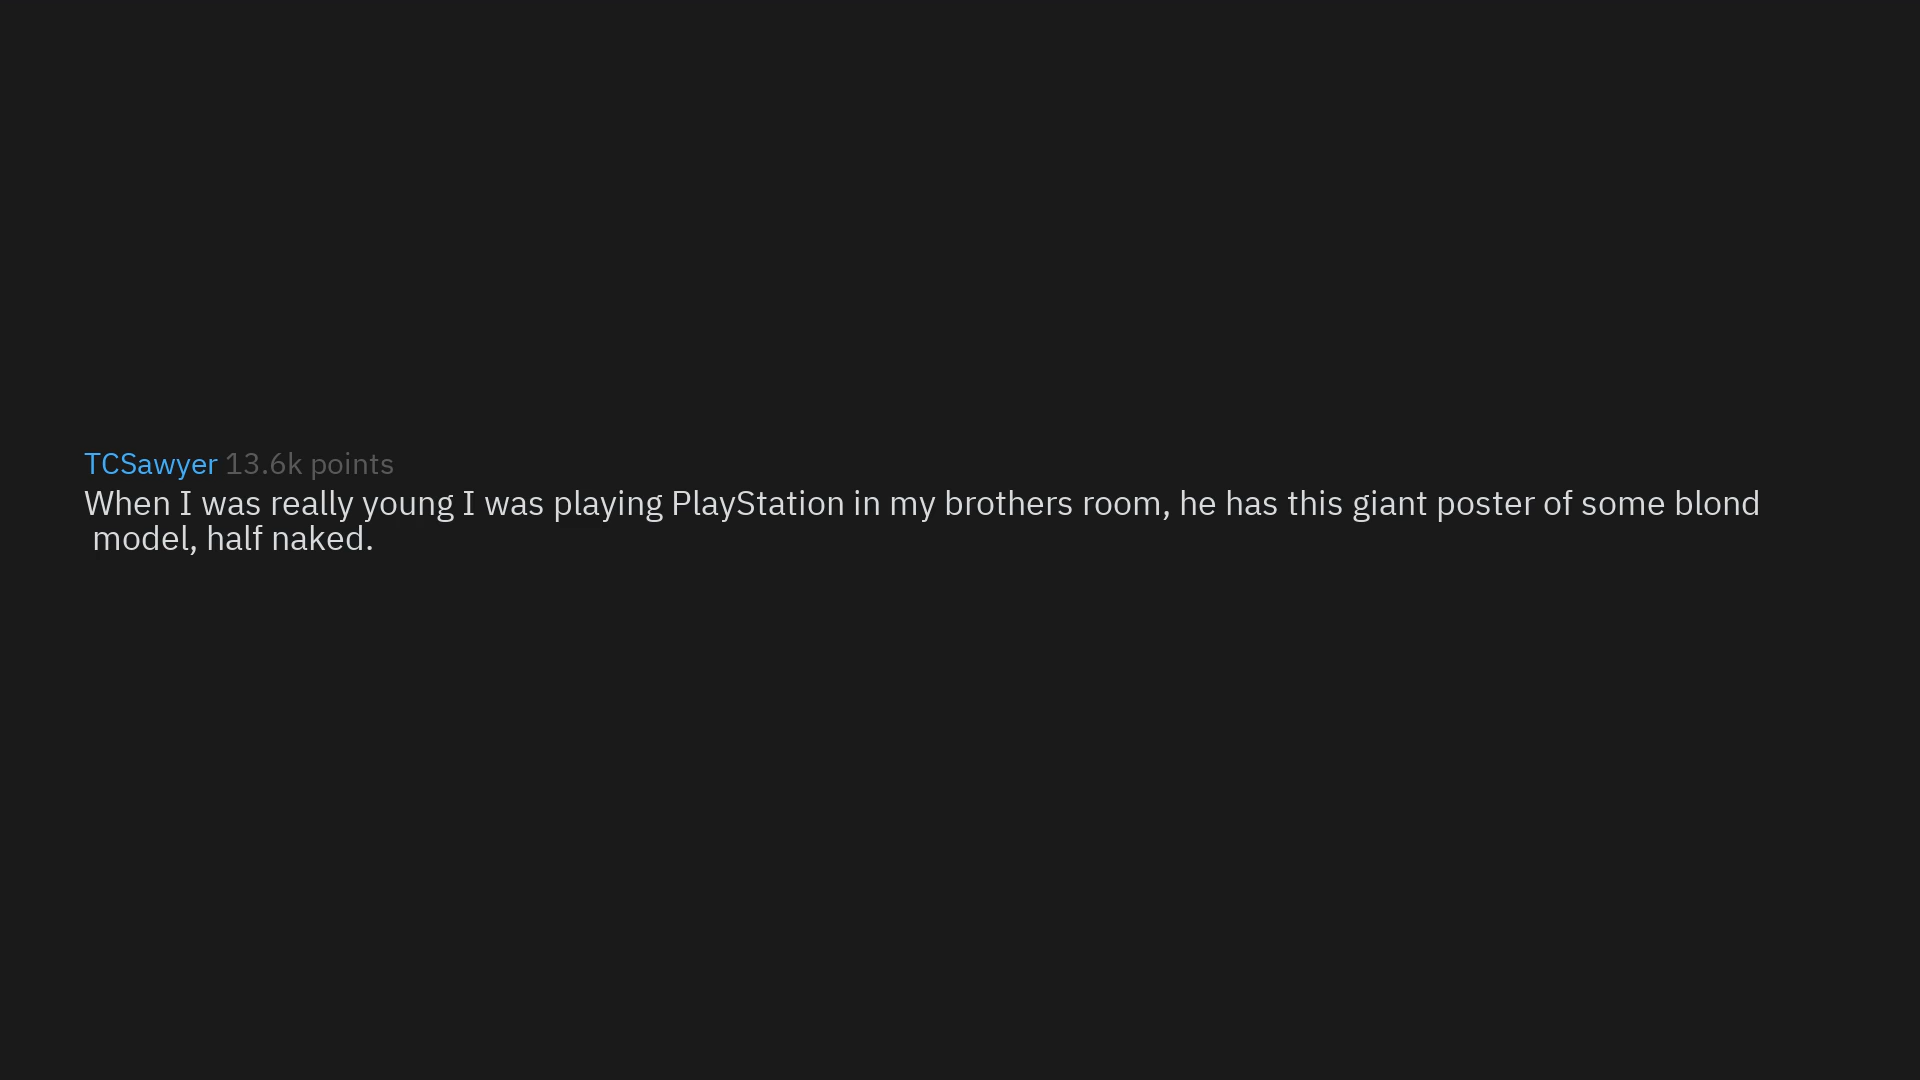 TCSawyer 13.6k points
When I was really young I was playing PlayStation in my brothers room, he has this giant poster of some blond
model, half naked.